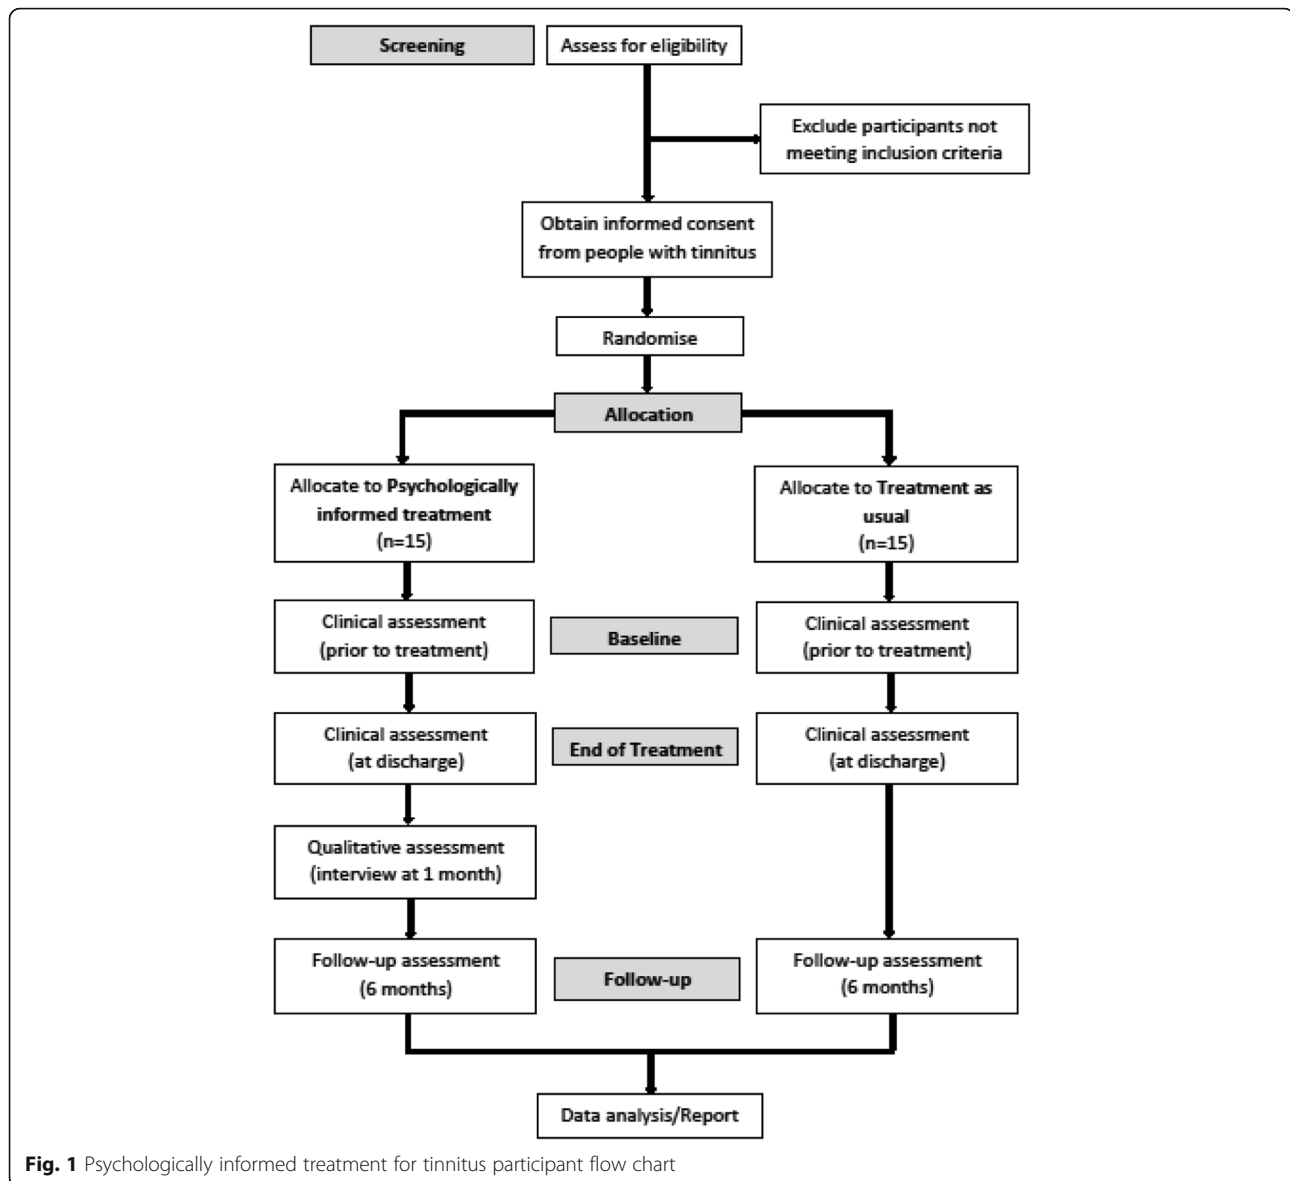 Screening
Assess for eligibility
Exclude participants not
meeting inclusion criteria
Obtain informed consent
from people with tinnitus
Randomise
Allocation
Allocate to Psychologically
informed treatment
(n=15)
Allocate to Treatment as
usual
(n=15)
Clinical assessment
(prior to treatment)
Baseline
Clinical assessment
(prior to treatment)
Clinical assessment
(at discharge)
End of Treatment
Clinical assessment
(at discharge)
Qualitative assessment
(interview at 1 month)
Follow-up assessment
(6 months)
Follow-up
Follow-up assessment
(6 months)
Data analysis/Report
Fig. 1 Psychologically informed treatment for tinnitus participant flow chart